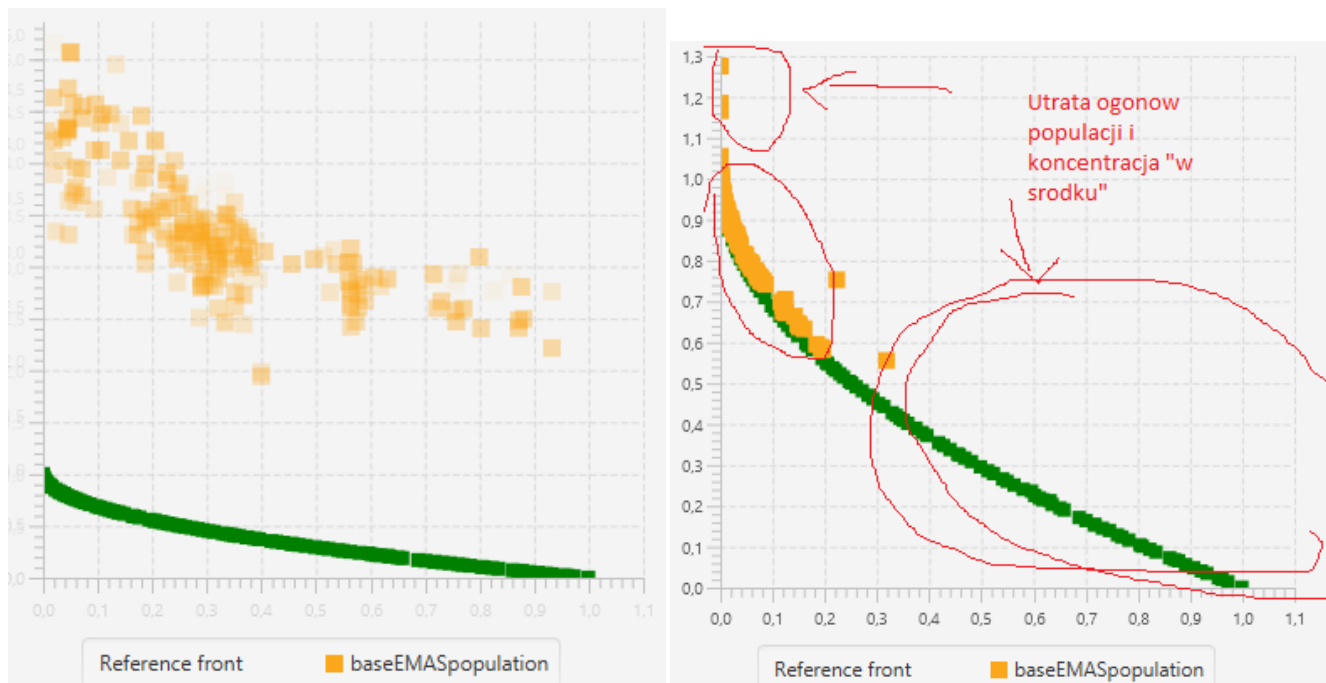 0,0 0,1 0,2 0,3 0,4 0,5 0,6 0,7 0,8 0,9 1,0 1,1
Reference front baseEMASpopulation
1,3
1,2
1,1
1,0
0,9
0,8
0,7
0,6
0,5
0,4
0,3
0,2
0,1
0,0
Utrata ogonow
populacji i
koncentracja "w
srodku"
0,0 0,1 0,2 0,3 0,4 0,5 0,6 0,7 0,8 0,9 1,0 1,1
Reference front baseEMASpopulation